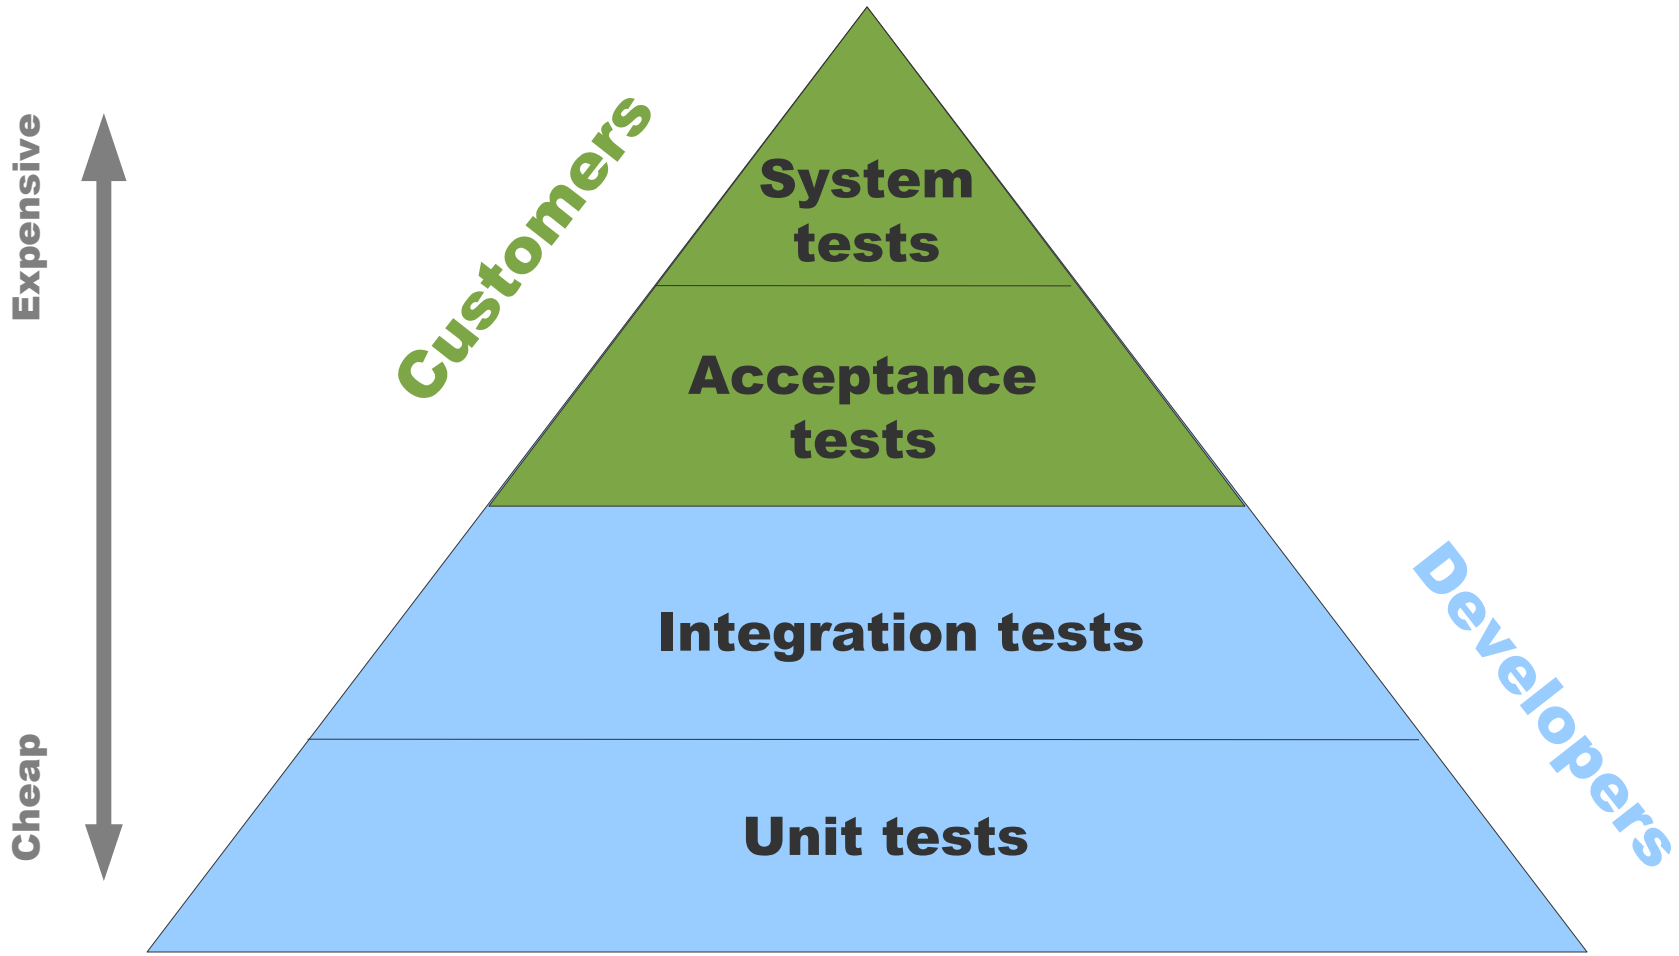 Expensive
Cheap
Customers
System
tests
Acceptance
tests
Integration tests
Unit tests
Developers